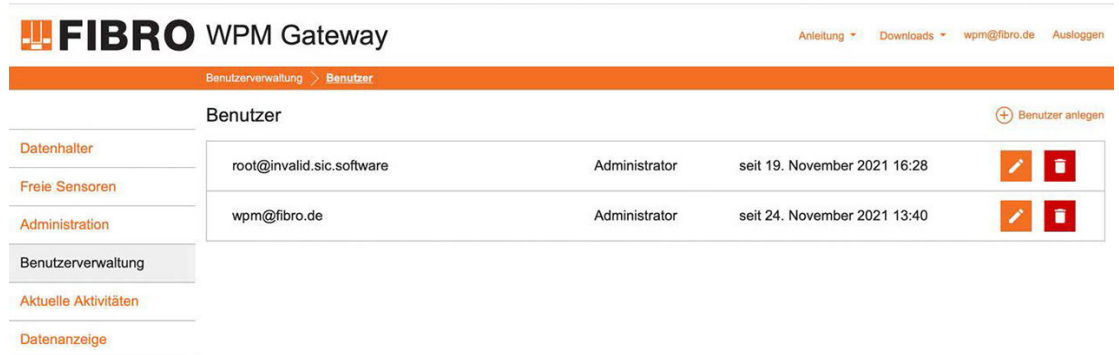 FIBRO WPM Gateway
Anleitung Downloads wpm@fibro.de Ausloggen
Benutzerverwaltung Benutzer
Benutzer
Benutzer anlegen
Datenhalter
Freie Sensoren
Administration
Benutzerverwaltung
Aktuelle Aktivitäten
Datenanzeige
root@invalid.sic.software Administrator seit 19. November 2021 16:28
wpm@fibro.de Administrator seit 24. November 2021 13:40